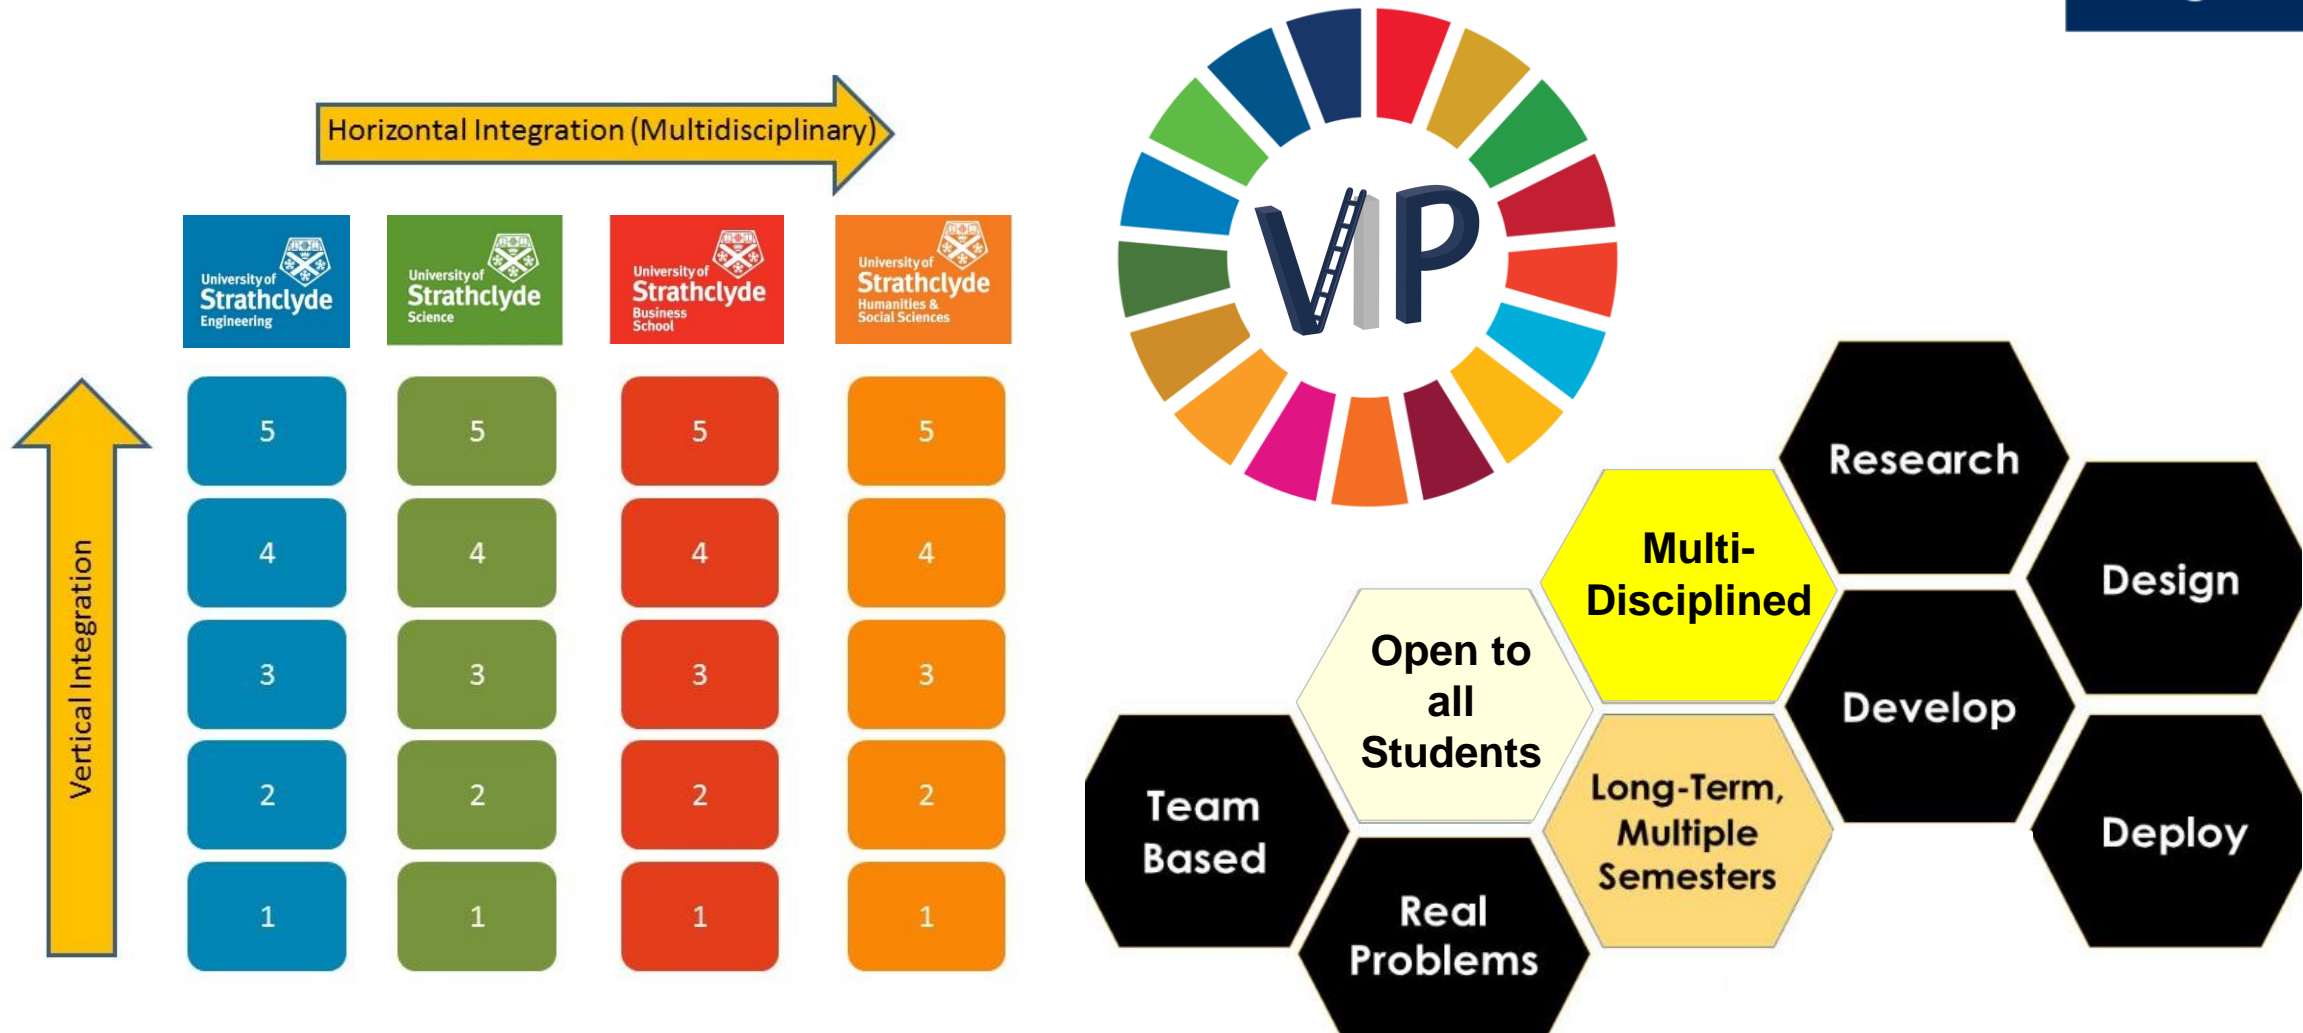 Horizontal Integration (Multidisciplinary)
University of
Strathclyde
Engineering
University of
Strathclyde
Science
University of
Strathclyde
Business
School
University of
Strathclyde
Humanities &
Social Sciences
Vertical Integration
5
5
5
5
4
4
4
4
3
3
3
3
2
2
2
2
1
1
1
1
VIP
Research
Multi-
Disciplined
Design
Open to
all
Students
Develop
Long-Term,
Multiple
Semesters
Team
Based
Deploy
Real
Problems